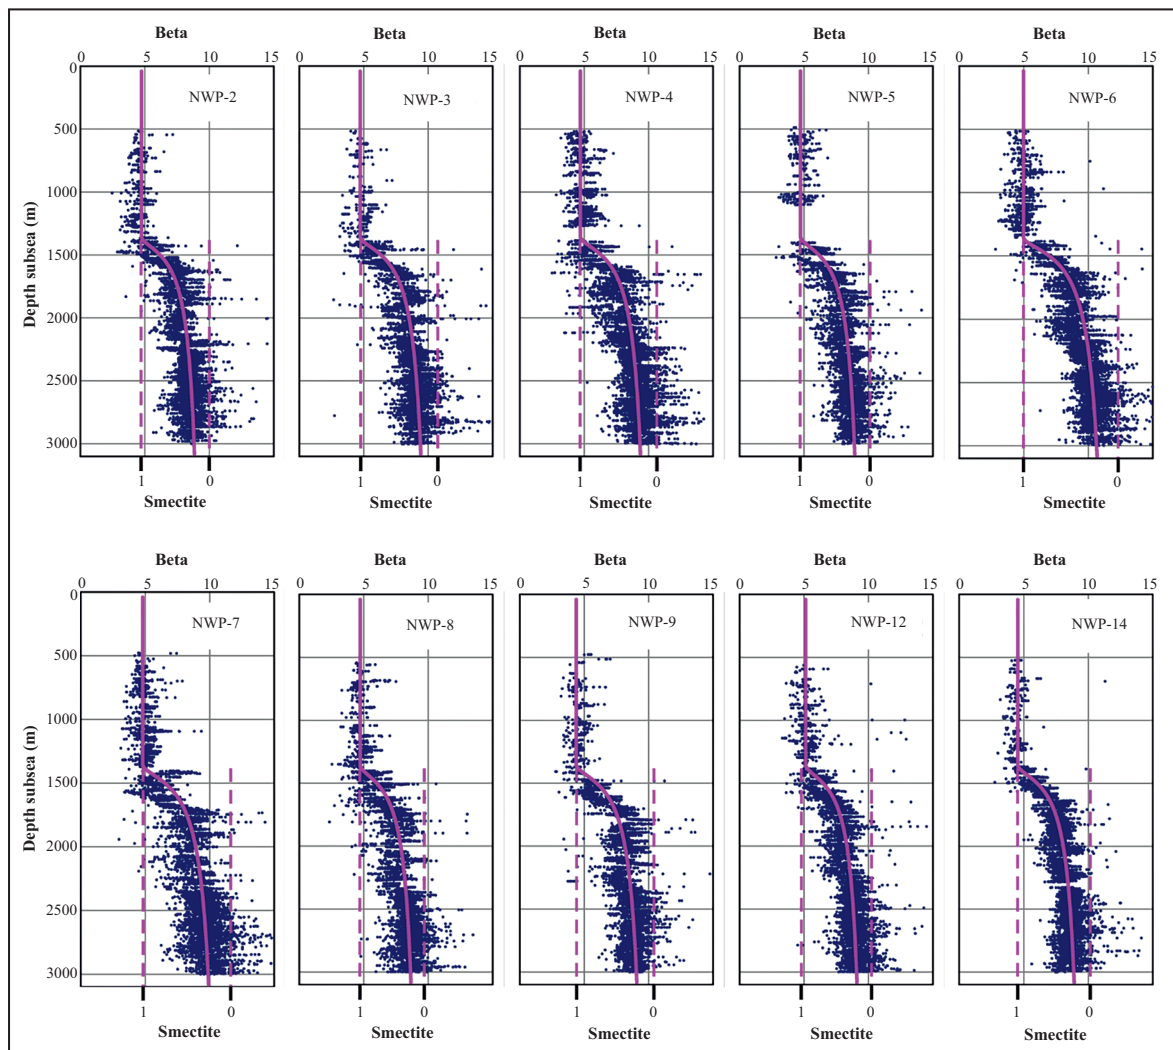 Beta Beta Beta Beta Beta
0 5 10 15 0 5 10 15 0 5 10 15 0 5 10 15 0 5 10 15
0
NWP-2 NWP-3 NWP-4 NWP-5 NWP-6
500
1000
1500
2000
2500
3000
Depth subsea (m)
1 0 1 0 1 0 1 0 1 0
Smectite Smectite Smectite Smectite Smectite
Beta Beta Beta Beta Beta
0 5 10 15 0 5 10 15 0 5 10 15 0 5 10 15 0 5 10 15
0
NWP-7 NWP-8 NWP-9 NWP-12 NWP-14
500
1000
1500
2000
2500
3000
Depth subsea (m)
1 0 1 0 1 0 1 0 1 0
Smectite Smectite Smectite Smectite Smectite